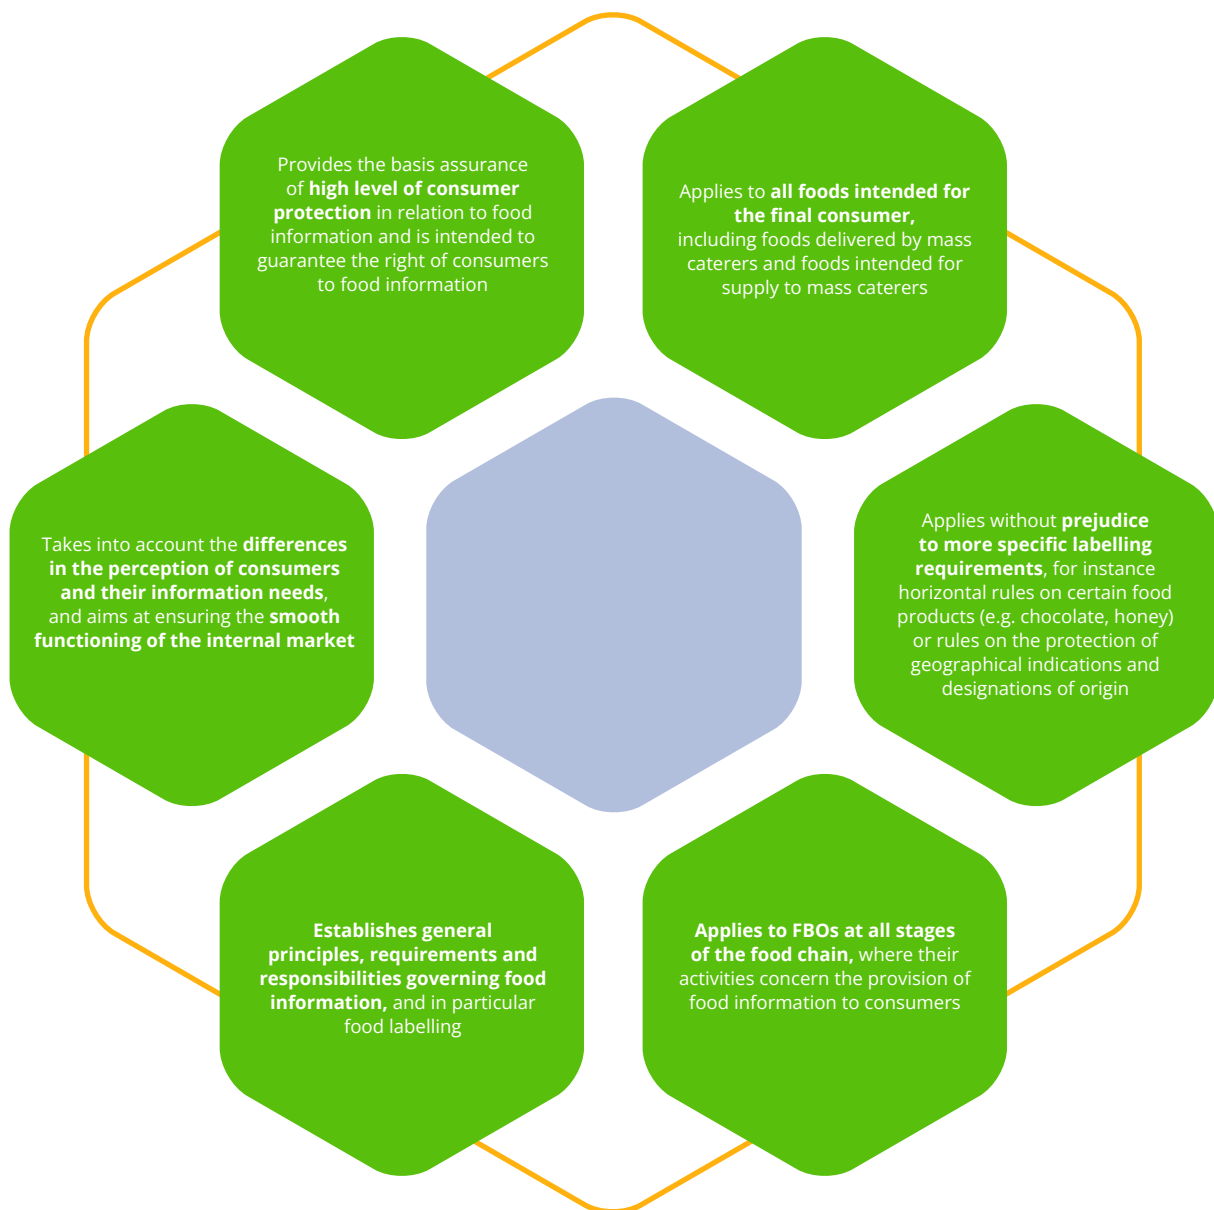 Provides the basis assurance
of high level of consumer
protection in relation to food
information and is intended to
guarantee the right of consumers
to food information
Applies to all foods intended for
the final consumer,
including foods delivered by mass
caterers and foods intended for
supply to mass caterers
Takes into account the differences
in the perception of consumers
and their information needs,
and aims at ensuring the smooth
functioning of the internal market
Applies without prejudice
to more specific labelling
requirements, for instance
horizontal rules on certain food
products (e.g. chocolate, honey)
or rules on the protection of
geographical indications and
designations of origin
Establishes general
principles, requirements and
responsibilities governing food
information, and in particular
food labelling
Applies to FBOs at all stages
of the food chain, where their
activities concern the provision of
food information to consumers